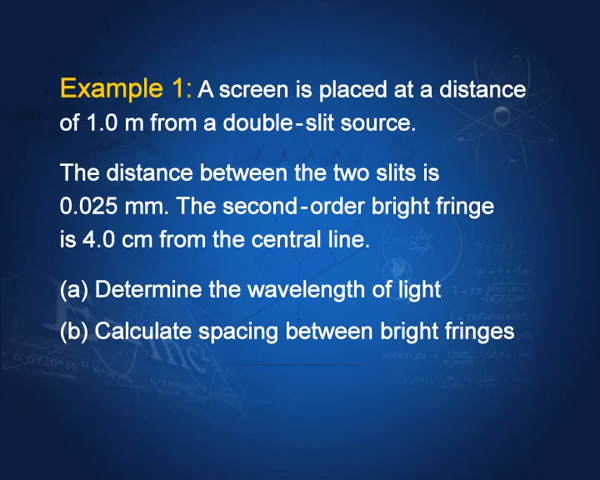 Example 1: A screen is placed at a distance
of 1.0 m from a double-slit source.
The distance between the two slits is
0.025 mm. The second-order bright fringe
is 4.0 cm from the central line.
(a) Determine the wavelength of light
(b) Calculate spacing between bright fringes